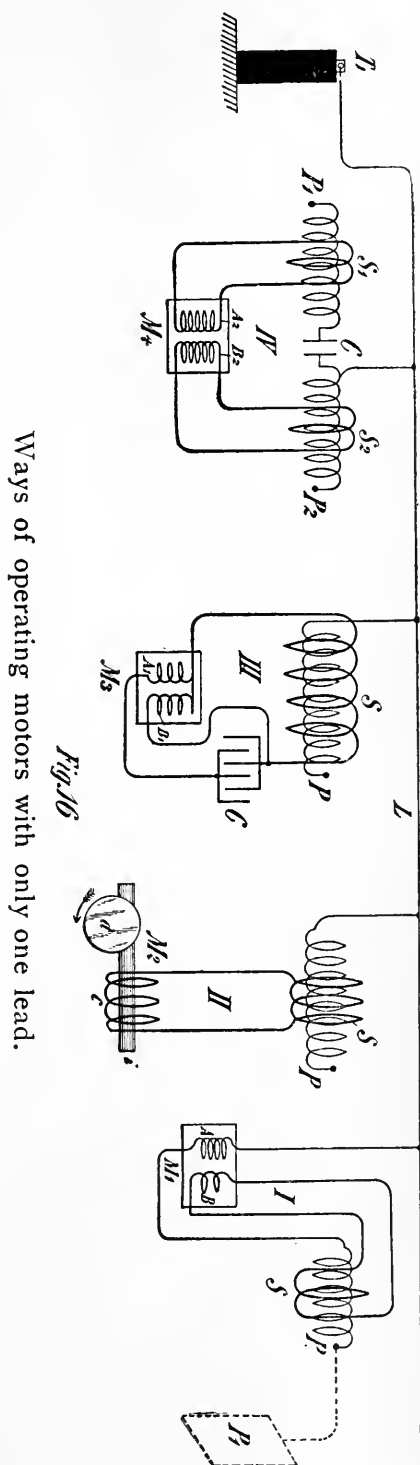 T1
L
P1
S1
C
S2
P2
IV
A2
B2
M4
S
P
III
A1
B1
M3
C
S
P
II
M2
d
c
i
I
A
B
M1
S
P
P1
Fig. 16
Ways of operating motors with only one lead.